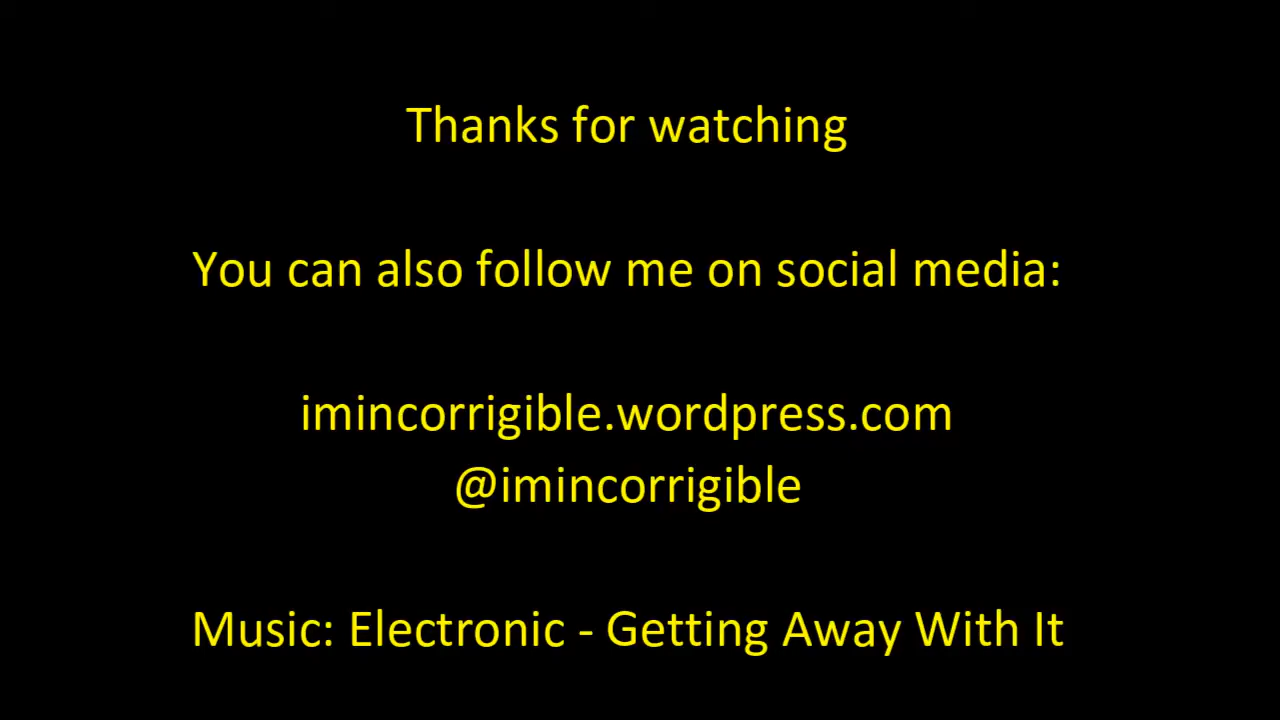 Thanks for watching
You can also follow me on social media:
imincorrigible.wordpress.com
@imincorrigible
Music: Electronic - Getting Away With It